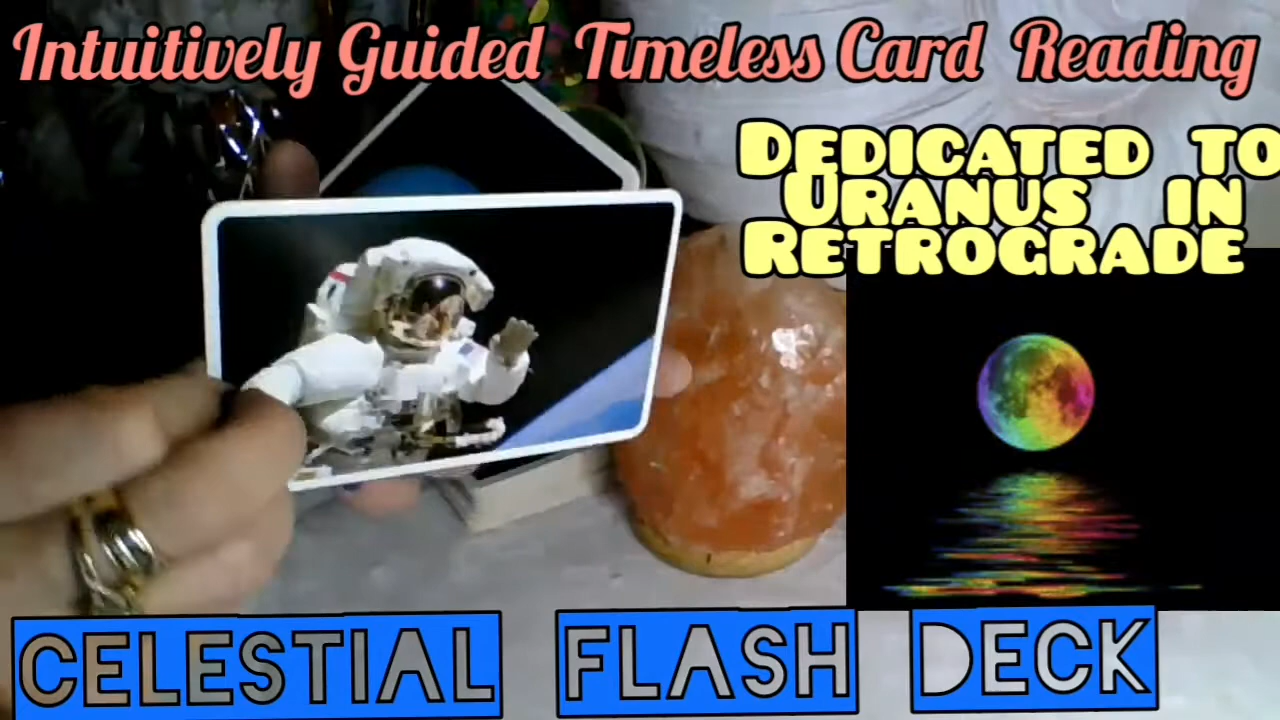 Intuitively Guided Timeless Card Reading
DEDICATED TO
URANUS IN
RETROGRADE
CELESTIAL FLASH DECK